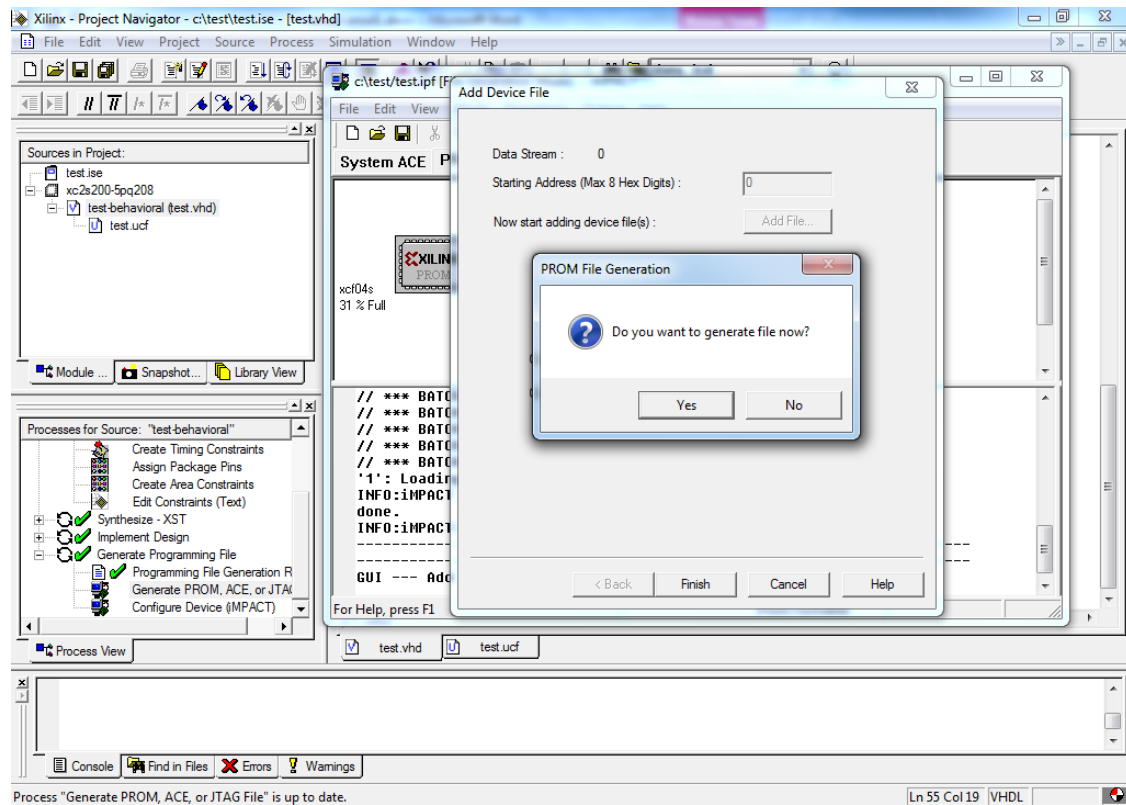 Xilinx - Project Navigator - c:\test\test.ise - [test.vhd]
File Edit View Project Source Process Simulation Window Help
Sources in Project:
test.ise
xc2s200-5pq208
test-behavioral (test.vhd)
test.ucf
Module ... Snapshot... Library View
Processes for Source: "test-behavioral"
Create Timing Constraints
Assign Package Pins
Create Area Constraints
Edit Constraints (Text)
Synthesize - XST
Implement Design
Generate Programming File
Programming File Generation R
Generate PROM, ACE, or JTAG
Configure Device (iMPACT)
Process View
c:\test/test.ipf [F
File Edit View
System ACE P
XILIN
PROM
xcf04s
31 % Full
// *** BATC
// *** BATC
// *** BATC
// *** BATC
// *** BATC
'1': Loadin
INFO:iMPACT
done.
INFO:iMPACT
GUI --- Add
For Help, press F1
Add Device File
Data Stream : 0
Starting Address (Max 8 Hex Digits) : 0
Now start adding device file(s) : Add File...
PROM File Generation
Do you want to generate file now?
Yes No
< Back Finish Cancel Help
test.vhd test.ucf
Console Find in Files Errors Warnings
Process "Generate PROM, ACE, or JTAG File" is up to date.
Ln 55 Col 19 VHDL